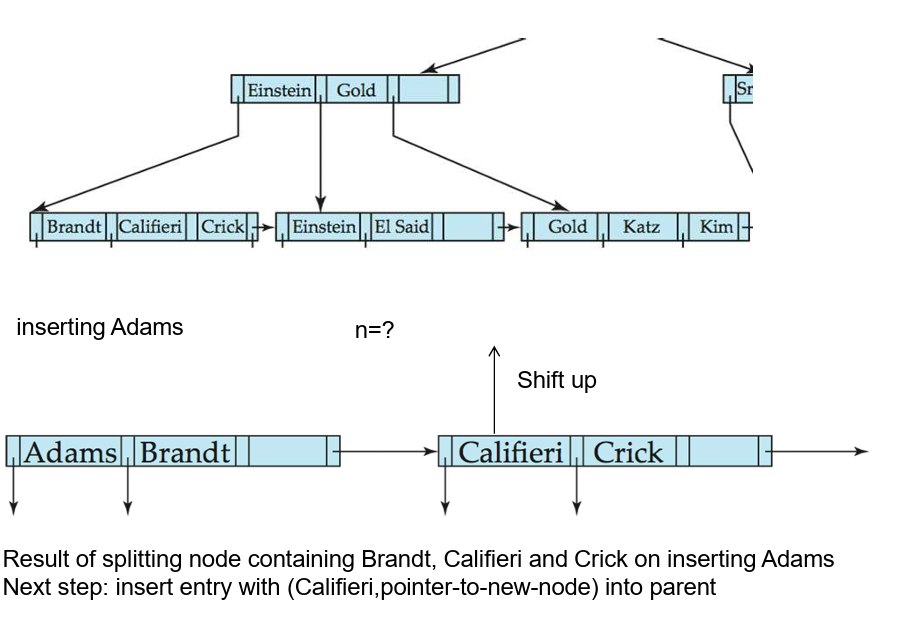 Einstein Gold
Sr
Brandt Califieri Crick Einstein El Said Gold Katz Kim
inserting Adams n=?
Shift up
Adams Brandt Califieri Crick
Result of splitting node containing Brandt, Califieri and Crick on inserting Adams
Next step: insert entry with (Califieri,pointer-to-new-node) into parent